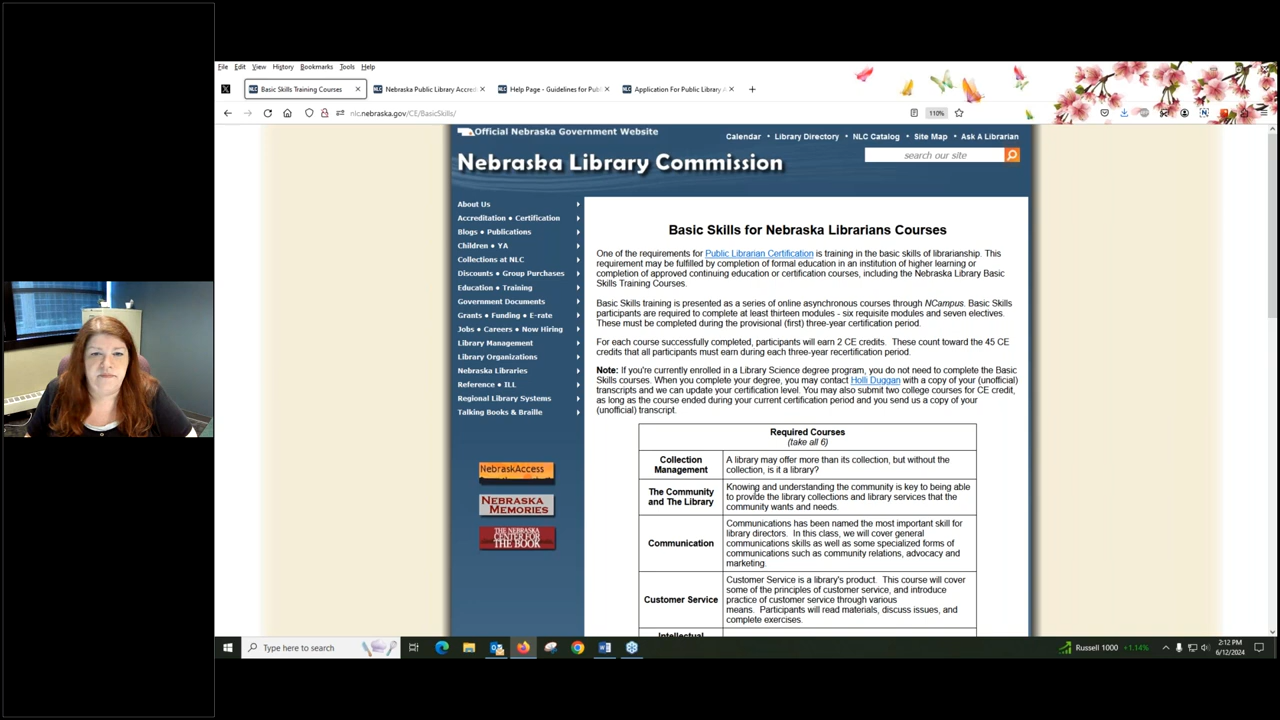 File Edit View History Bookmarks Tools Help
Basic Skills Training Courses
Nebraska Public Library Accred
Help Page - Guidelines for Publ
Application For Public Library A
nlc.nebraska.gov/CE/BasicSkills/
110%
Official Nebraska Government Website
Calendar • Library Directory • NLC Catalog • Site Map • Ask A Librarian
Nebraska Library Commission
search our site
About Us
Accreditation • Certification
Blogs • Publications
Children • YA
Collections at NLC
Discounts • Group Purchases
Education • Training
Government Documents
Grants • Funding • E-rate
Jobs • Careers • Now Hiring
Library Management
Library Organizations
Nebraska Libraries
Reference • ILL
Regional Library Systems
Talking Books & Braille
NebraskAccess
NEBRASKA
MEMORIES
THE NEBRASKA
CENTER FOR
THE BOOK
Basic Skills for Nebraska Librarians Courses
One of the requirements for Public Librarian Certification is training in the basic skills of librarianship. This
requirement may be fulfilled by completion of formal education in an institution of higher learning or
completion of approved continuing education or certification courses, including the Nebraska Library Basic
Skills Training Courses.
Basic Skills training is presented as a series of online asynchronous courses through NCampus. Basic Skills
participants are required to complete at least thirteen modules - six requisite modules and seven electives.
These must be completed during the provisional (first) three-year certification period.
For each course successfully completed, participants will earn 2 CE credits. These count toward the 45 CE
credits that all participants must earn during each three-year recertification period.
Note: If you're currently enrolled in a Library Science degree program, you do not need to complete the Basic
Skills courses. When you complete your degree, you may contact Holli Duggan with a copy of your (unofficial)
transcripts and we can update your certification level. You may also submit two college courses for CE credit,
as long as the course ended during your current certification period and you send us a copy of your
(unofficial) transcript.
Required Courses
(take all 6)
Collection
Management
A library may offer more than its collection, but without the
collection, is it a library?
The Community
and The Library
Knowing and understanding the community is key to being able
to provide the library collections and library services that the
community wants and needs.
Communication
Communications has been named the most important skill for
library directors. In this class, we will cover general
communications skills as well as some specialized forms of
communications such as community relations, advocacy and
marketing.
Customer Service
Customer Service is a library's product. This course will cover
some of the principles of customer service, and introduce
practice of customer service through various
means. Participants will read materials, discuss issues, and
complete exercises.
Intellectual
Type here to search
Russell 1000 +1.14%
2:12 PM
6/12/2024